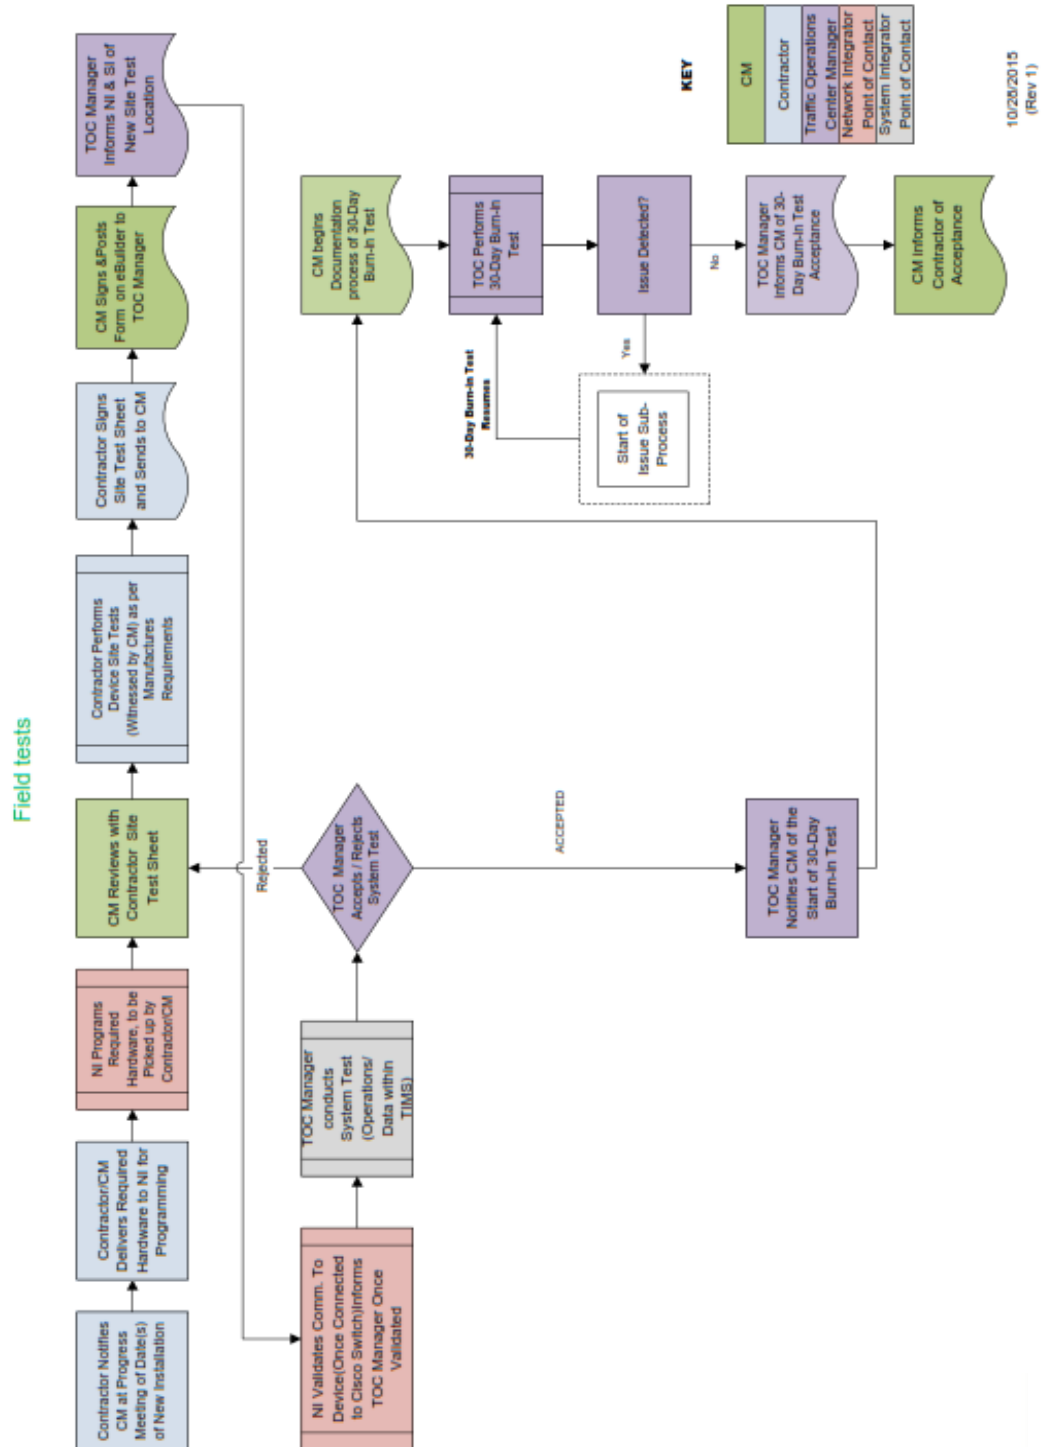 Field tests
Contractor Notifies
CM at Progress
Meeting of Date(s)
of New Installation
Contractor/CM
Delivers Required
Hardware to NI for
Programming
NI Programs
Required
Hardware, to be
Picked up by
Contractor/CM
CM Reviews with
Contractor Site
Test Sheet
Contractor Performs
Device Site Tests
(Witnessed by CM) as per
Manufactures
Requirements
Contractor Signs
Site Test Sheet
and Sends to CM
CM Signs &Posts
Form on eBuilder to
TOC Manager
TOC Manager
Informs NI & SI of
New Site Test
Location
NI Validates Comm. To
Device(Once Connected
to Cisco Switch)Informs
TOC Manager Once
Validated
TOC Manager
conducts
System Test
(Operations/
Data within
TIMS)
TOC Manager
Accepts / Rejects
System Test
Rejected
ACCEPTED
TOC Manager
Notifies CM of the
Start of 30-Day
Burn-In Test
CM begins
Documentation
process of 30-Day
Burn-In Test
TOC Performs
30-Day Burn-In
Test
Issue Detected?
Yes
Start of
Issue Sub-
Process
30-Day Burn-in Test
Resumes
No
TOC Manager
Informs CM of 30-
Day Burn-In Test
Acceptance
CM Informs
Contractor of
Acceptance
KEY
CM
Contractor
Traffic Operations
Center Manager
Network Integrator
Point of Contact
System Integrator
Point of Contact
10/28/2015
(Rev 1)